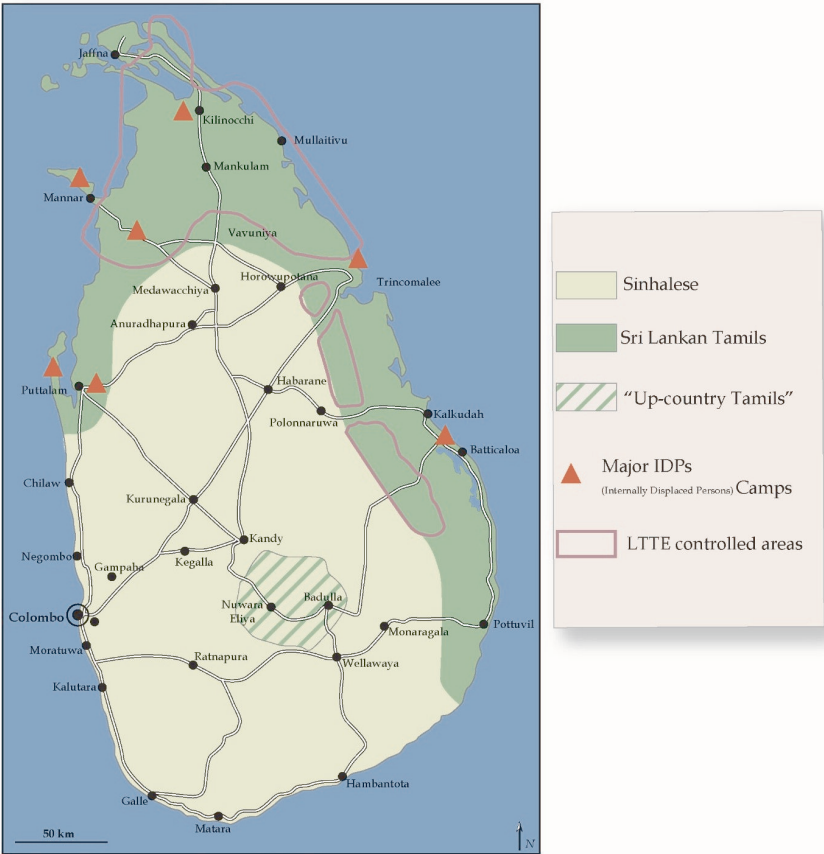 Jaffna
Kilinocchi
Mullaitivu
Mankulam
Mannar
Vavuniya
Horowupotana
Trincomalee
Medawacchiya
Anuradhapura
Habarane
Puttalam
Polonnaruwa
Kalkudah
Batticaloa
Chilaw
Kurunegala
Kandy
Negombo
Kegalla
Gampaha
Badulla
Nuwara
Eliya
Colombo
Pottuvil
Monaragala
Moratuwa
Ratnapura
Wellawaya
Kalutara
Hambantota
Galle
Matara
50 km
N
Sinhalese
Sri Lankan Tamils
“Up-country Tamils”
Major IDPs
(Internally Displaced Persons) Camps
LTTE controlled areas